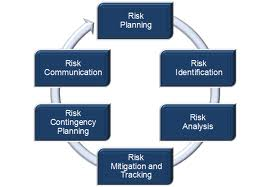 Risk
Planning
Risk
Identification
Risk
Analysis
Risk
Mitigation and
Tracking
Risk
Contingency
Planning
Risk
Communication